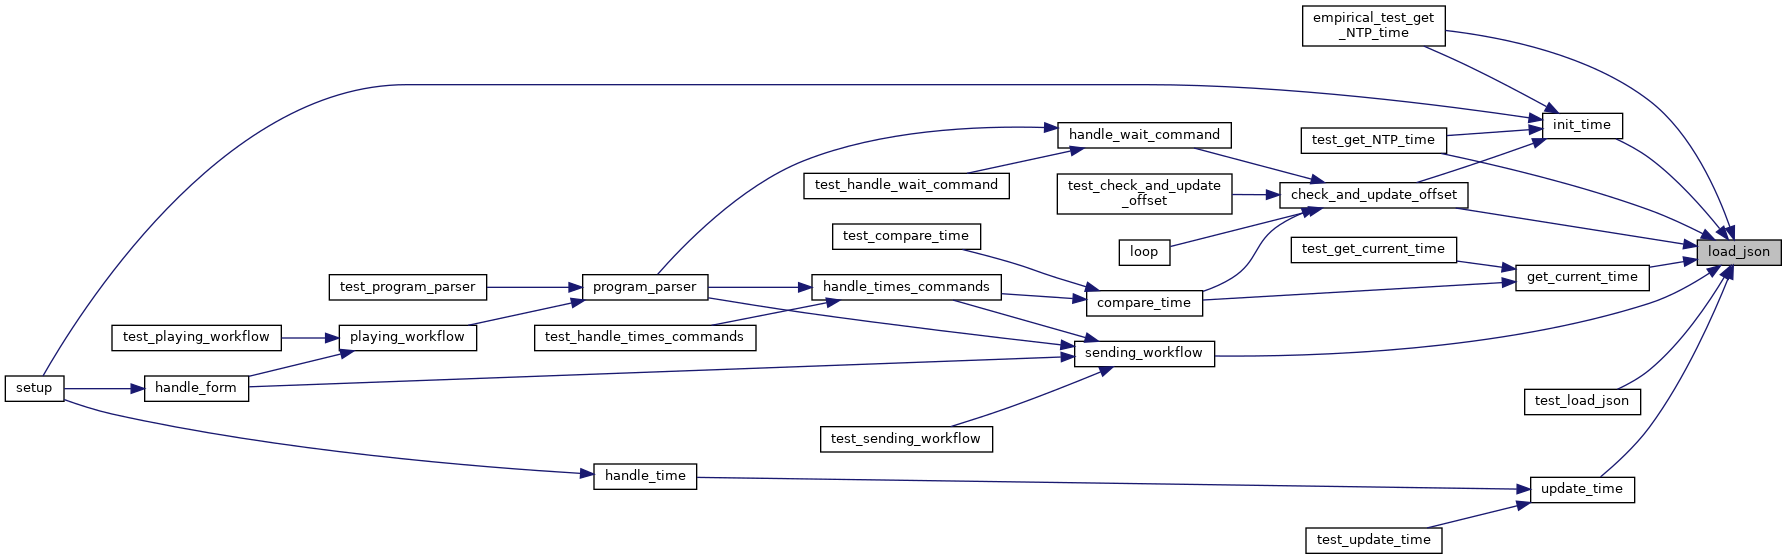 empirical_test_get
_NTP_time
init_time
handle_wait_command
test_get_NTP_time
test_handle_wait_command
test_check_and_update
_offset
check_and_update_offset
test_compare_time
loop
test_get_current_time
load_json
test_program_parser
program_parser
handle_times_commands
compare_time
get_current_time
test_playing_workflow
playing_workflow
test_handle_times_commands
sending_workflow
setup
handle_form
test_load_json
test_sending_workflow
handle_time
update_time
test_update_time